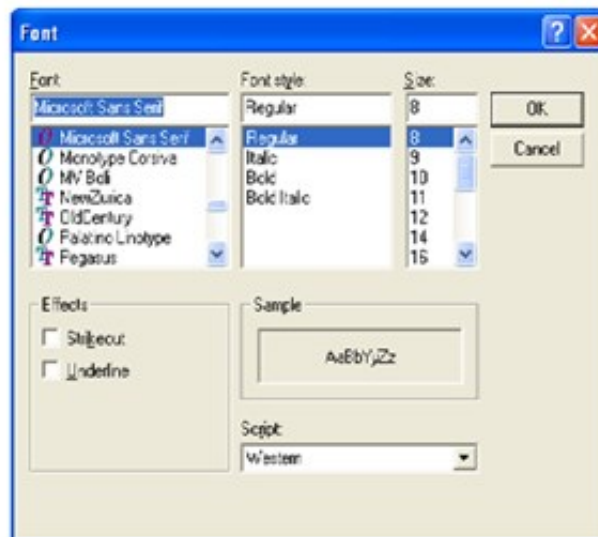 Font
Font:
Font style:
Size:
Microsoft Sans Serif
Regular
8
OK
Cancel
Microsoft Sans Serif
Monotype Corsiva
MV Boli
NewZurica
OldCentury
Palatino Linotype
Pegasus
Regular
Italic
Bold
Bold Italic
8
9
10
11
12
14
16
Effects
Strikeout
Underline
Sample
AaBbYyZz
Script:
Western